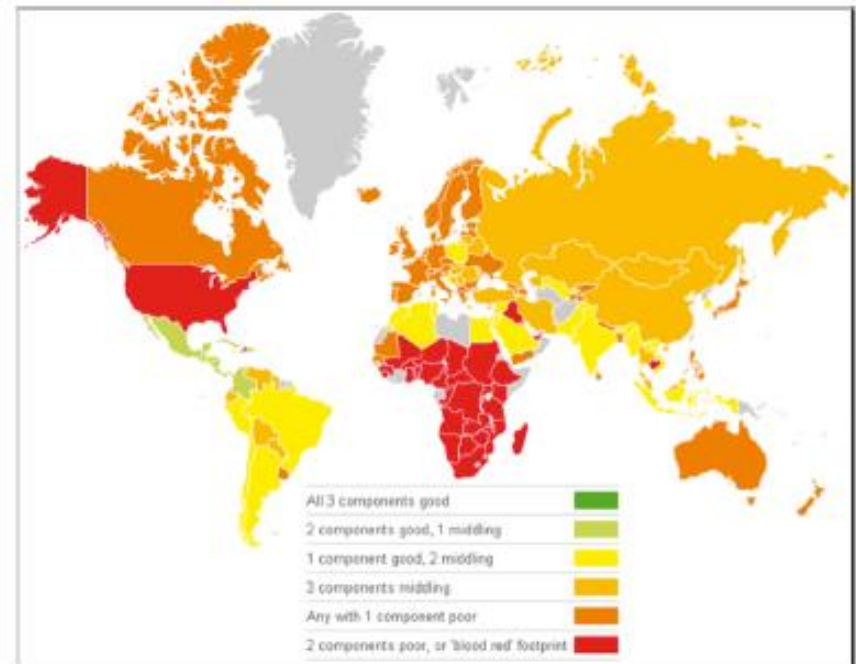 All 3 components good
2 components good, 1 middling
1 component good, 2 middling
3 components middling
Any with 1 component poor
2 components poor, or 'blood red' footprint